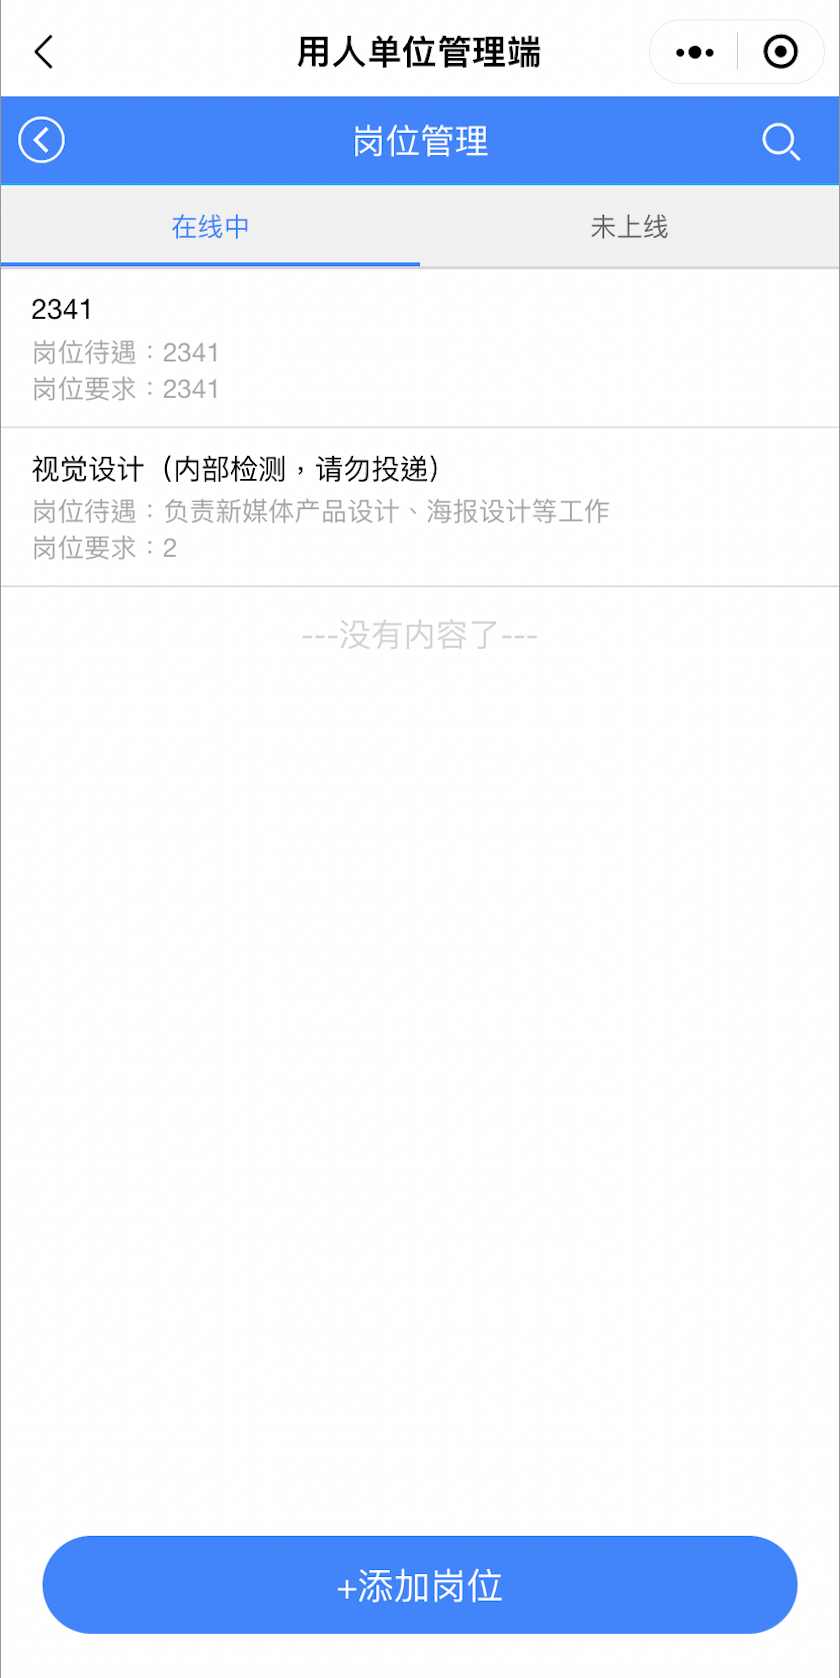 用人单位管理端
岗位管理
在线中
未上线
2341
岗位待遇：2341
岗位要求：2341
视觉设计（内部检测，请勿投递）
岗位待遇：负责新媒体产品设计、海报设计等工作
岗位要求：2
---没有内容了---
+添加岗位